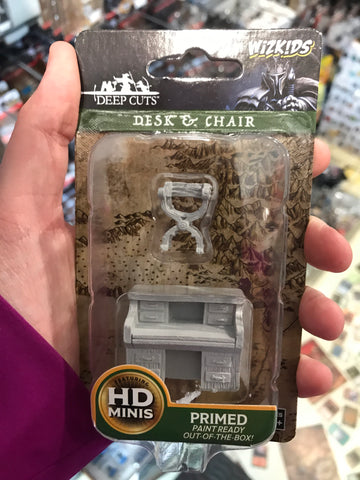 WIZKIDS
DEEP CUTS
DESK & CHAIR
FEATURING
HD
MINIS
PRIMED
PAINT READY
OUT-OF-THE-BOX!